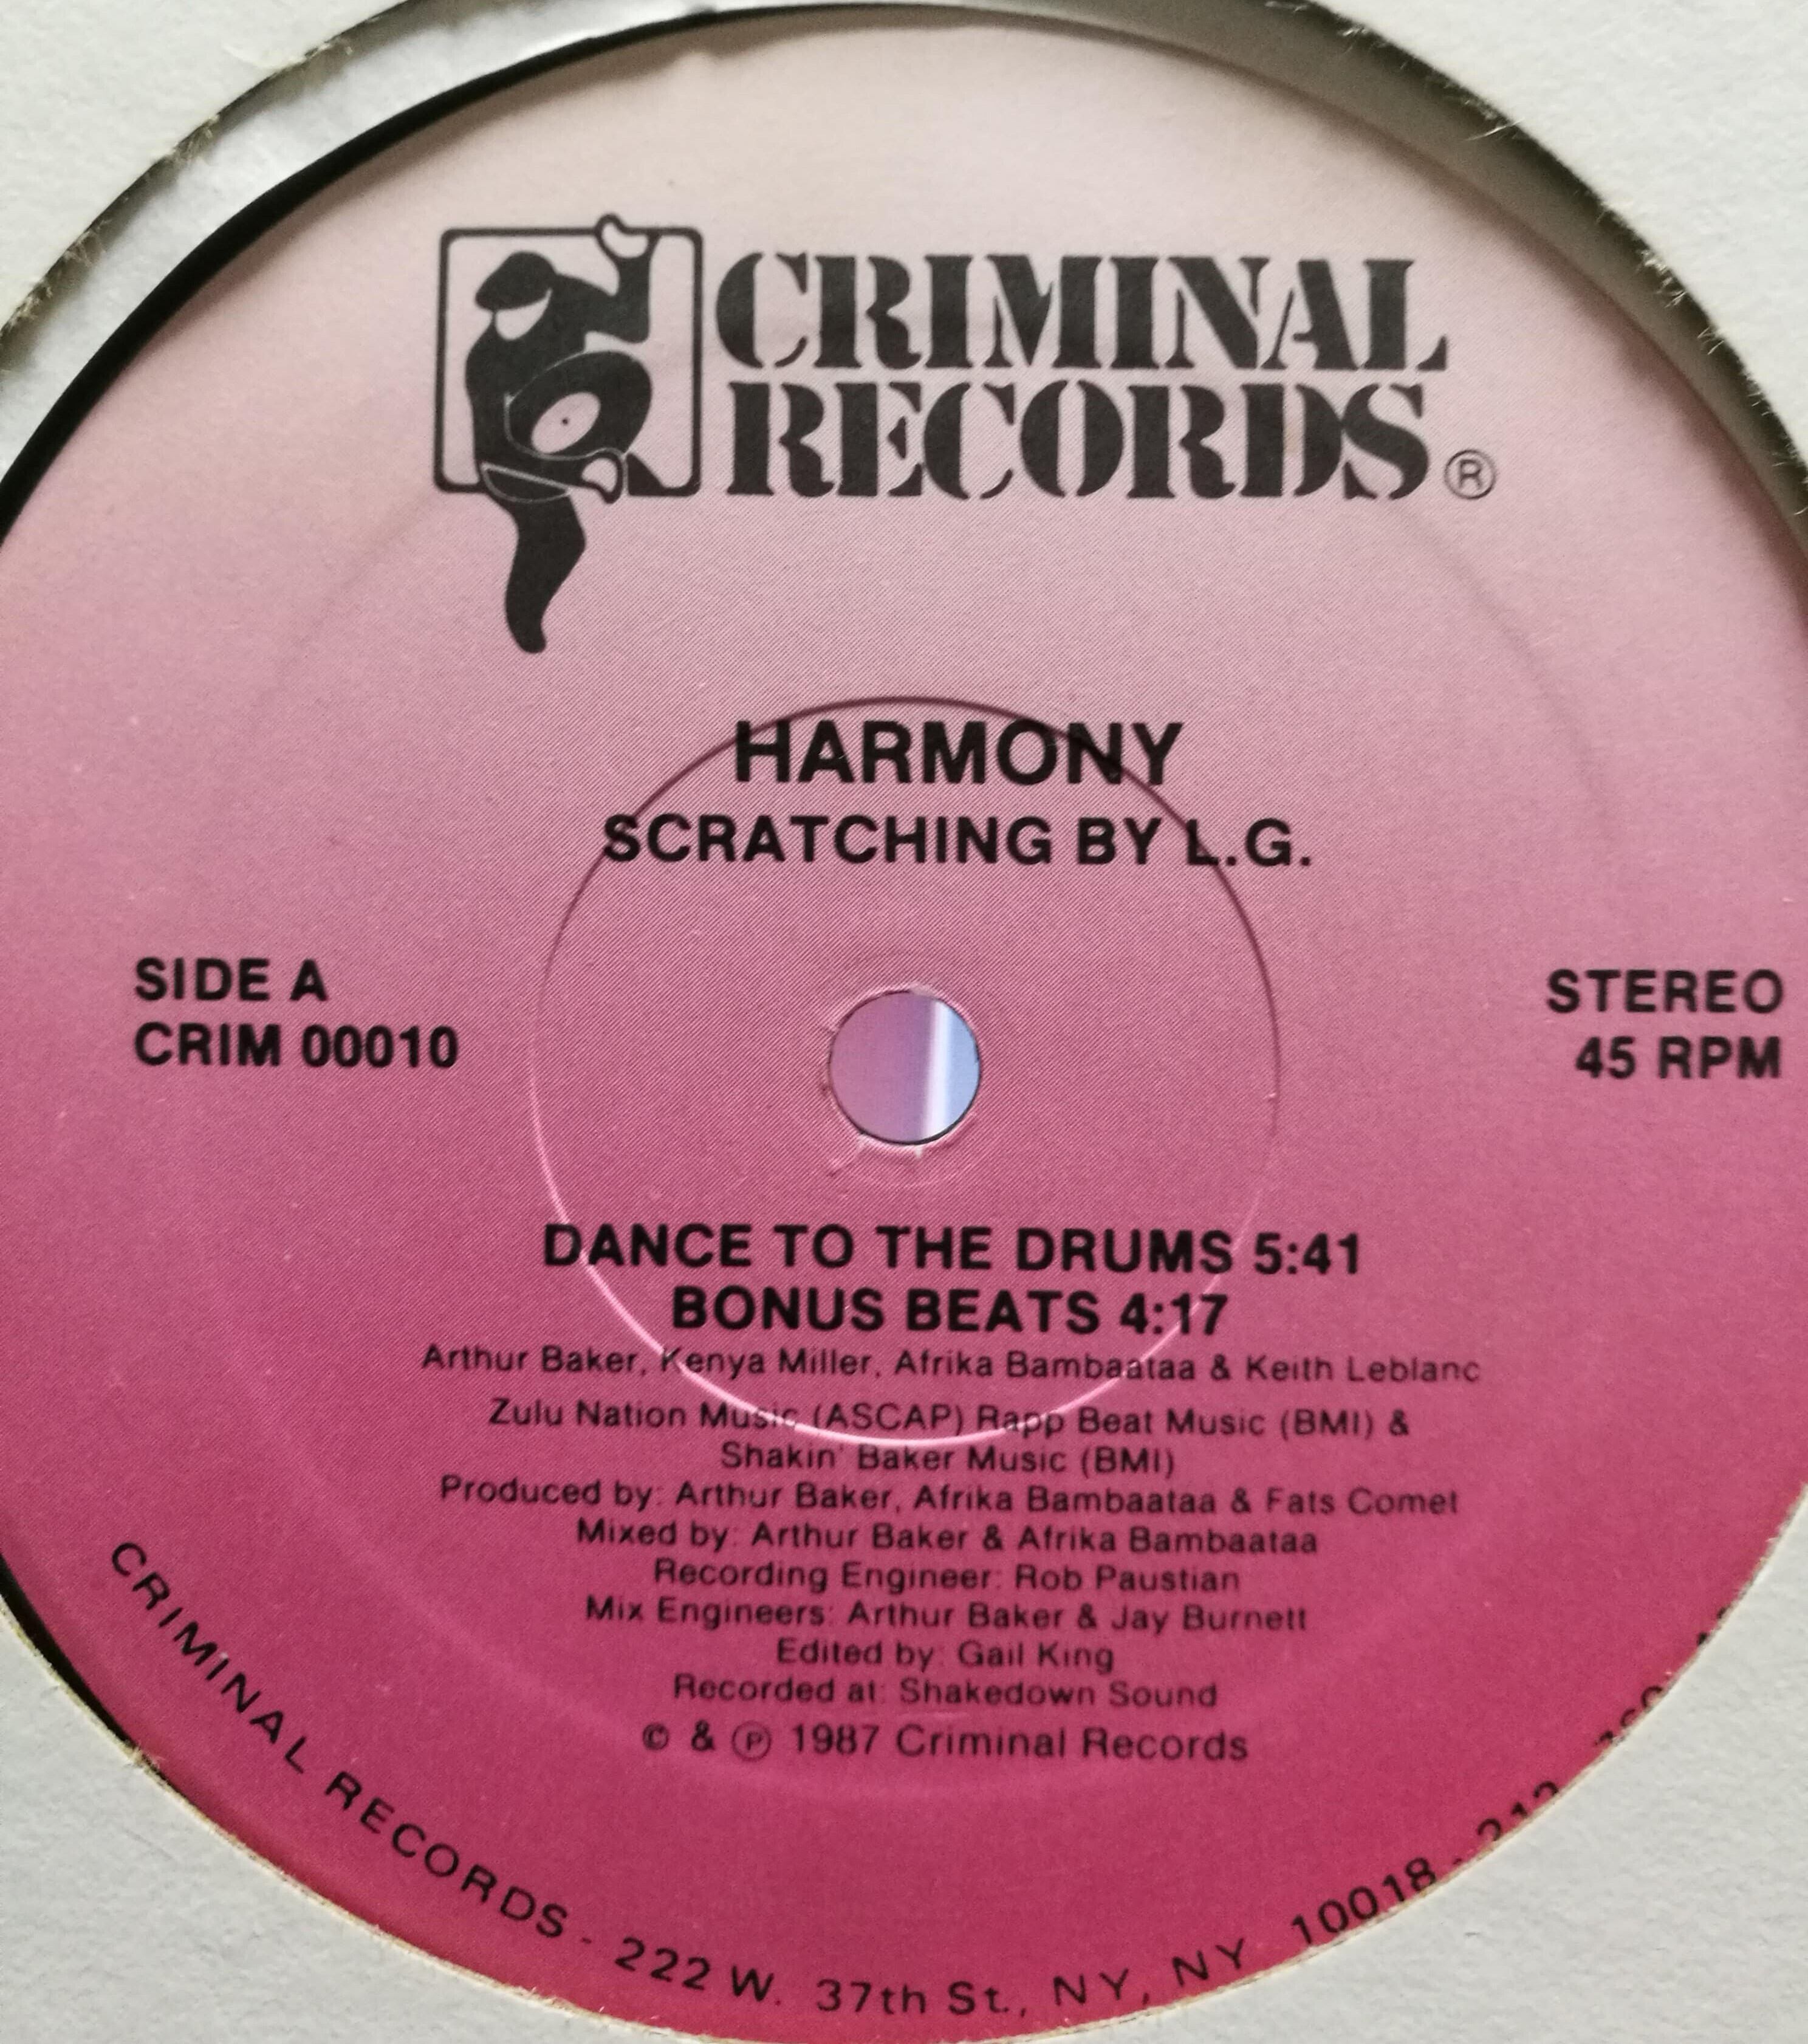 CRIMINAL
RECORDS®
HARMONY
SCRATCHING BY L.G.
SIDE A
CRIM 00010
STEREO
45 RPM
DANCE TO THE DRUMS 5:41
BONUS BEATS 4:17
Arthur Baker, Kenya Miller, Afrika Bambaataa & Keith Leblanc
Zulu Nation Music (ASCAP) Rapp Beat Music (BMI) &
Shakin' Baker Music (BMI)
Produced by: Arthur Baker, Afrika Bambaataa & Fats Comet
Mixed by: Arthur Baker & Afrika Bambaataa
Recording Engineer: Rob Paustian
Mix Engineers: Arthur Baker & Jay Burnett
Edited by: Gail King
Recorded at: Shakedown Sound
© & ℗ 1987 Criminal Records
CRIMINAL RECORDS - 222 W. 37th St., NY, NY 10018 - 212